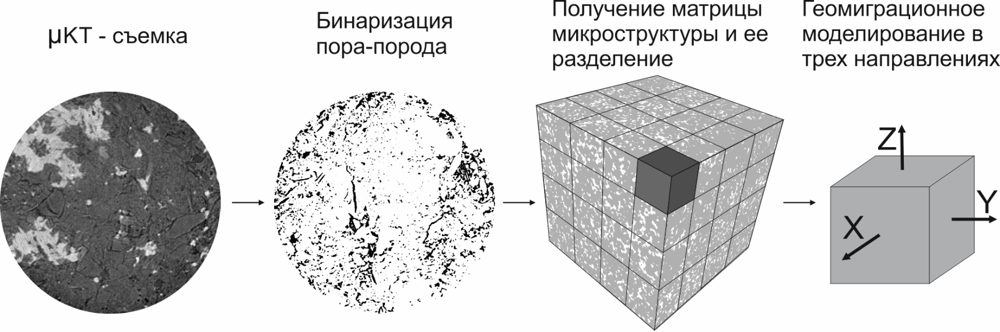 μКТ - съемка
Бинаризация
пора-порода
Получение матрицы
микроструктуры и ее
разделение
Геомиграционное
моделирование в
трех направлениях
Z
Y
X